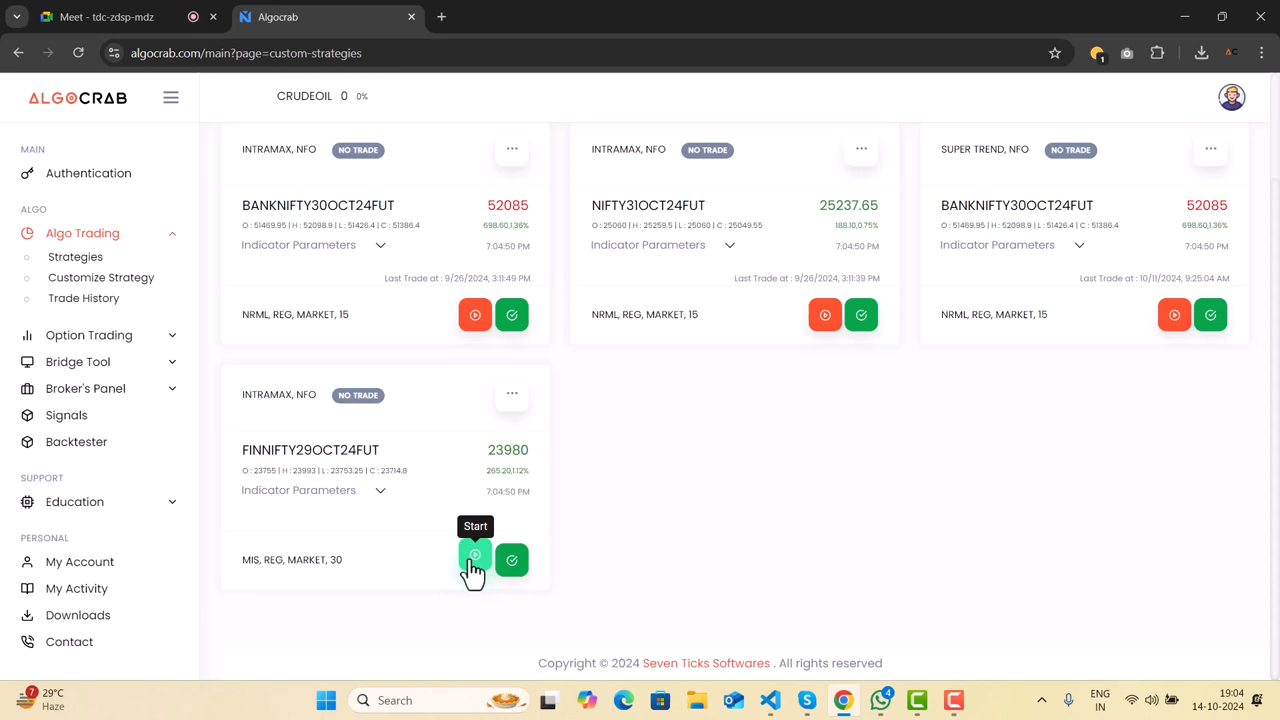 Meet - tdc-zdsp-mdz
Algocrab
algocrab.com/main?page=custom-strategies
1
AC
ALGOCRAB
CRUDEOIL 0 0%
MAIN
Authentication
ALGO
Algo Trading
Strategies
Customize Strategy
Trade History
Option Trading
Bridge Tool
Broker's Panel
Signals
Backtester
SUPPORT
Education
PERSONAL
My Account
My Activity
Downloads
Contact
INTRAMAX, NFO NO TRADE
BANKNIFTY30OCT24FUT 52085
O : 51469.95 | H : 52098.9 | L : 51426.4 | C : 51386.4 698.60,1.36%
Indicator Parameters 7:04:50 PM
Last Trade at : 9/26/2024, 3:11:49 PM
NRML, REG, MARKET, 15
INTRAMAX, NFO NO TRADE
NIFTY31OCT24FUT 25237.65
O : 25060 | H : 25259.5 | L : 25060 | C : 25049.55 188.10,0.75%
Indicator Parameters 7:04:50 PM
Last Trade at : 9/26/2024, 3:11:39 PM
NRML, REG, MARKET, 15
SUPER TREND, NFO NO TRADE
BANKNIFTY30OCT24FUT 52085
O : 51469.95 | H : 52098.9 | L : 51426.4 | C : 51386.4 698.60,1.36%
Indicator Parameters 7:04:50 PM
Last Trade at : 10/11/2024, 9:25:04 AM
NRML, REG, MARKET, 15
INTRAMAX, NFO NO TRADE
FINNIFTY29OCT24FUT 23980
O : 23755 | H : 23993 | L : 23753.25 | C : 23714.8 265.20,1.12%
Indicator Parameters 7:04:50 PM
Start
MIS, REG, MARKET, 30
Copyright © 2024 Seven Ticks Softwares . All rights reserved
7
29°C
Haze
Search
4
ENG
IN
19:04
14-10-2024